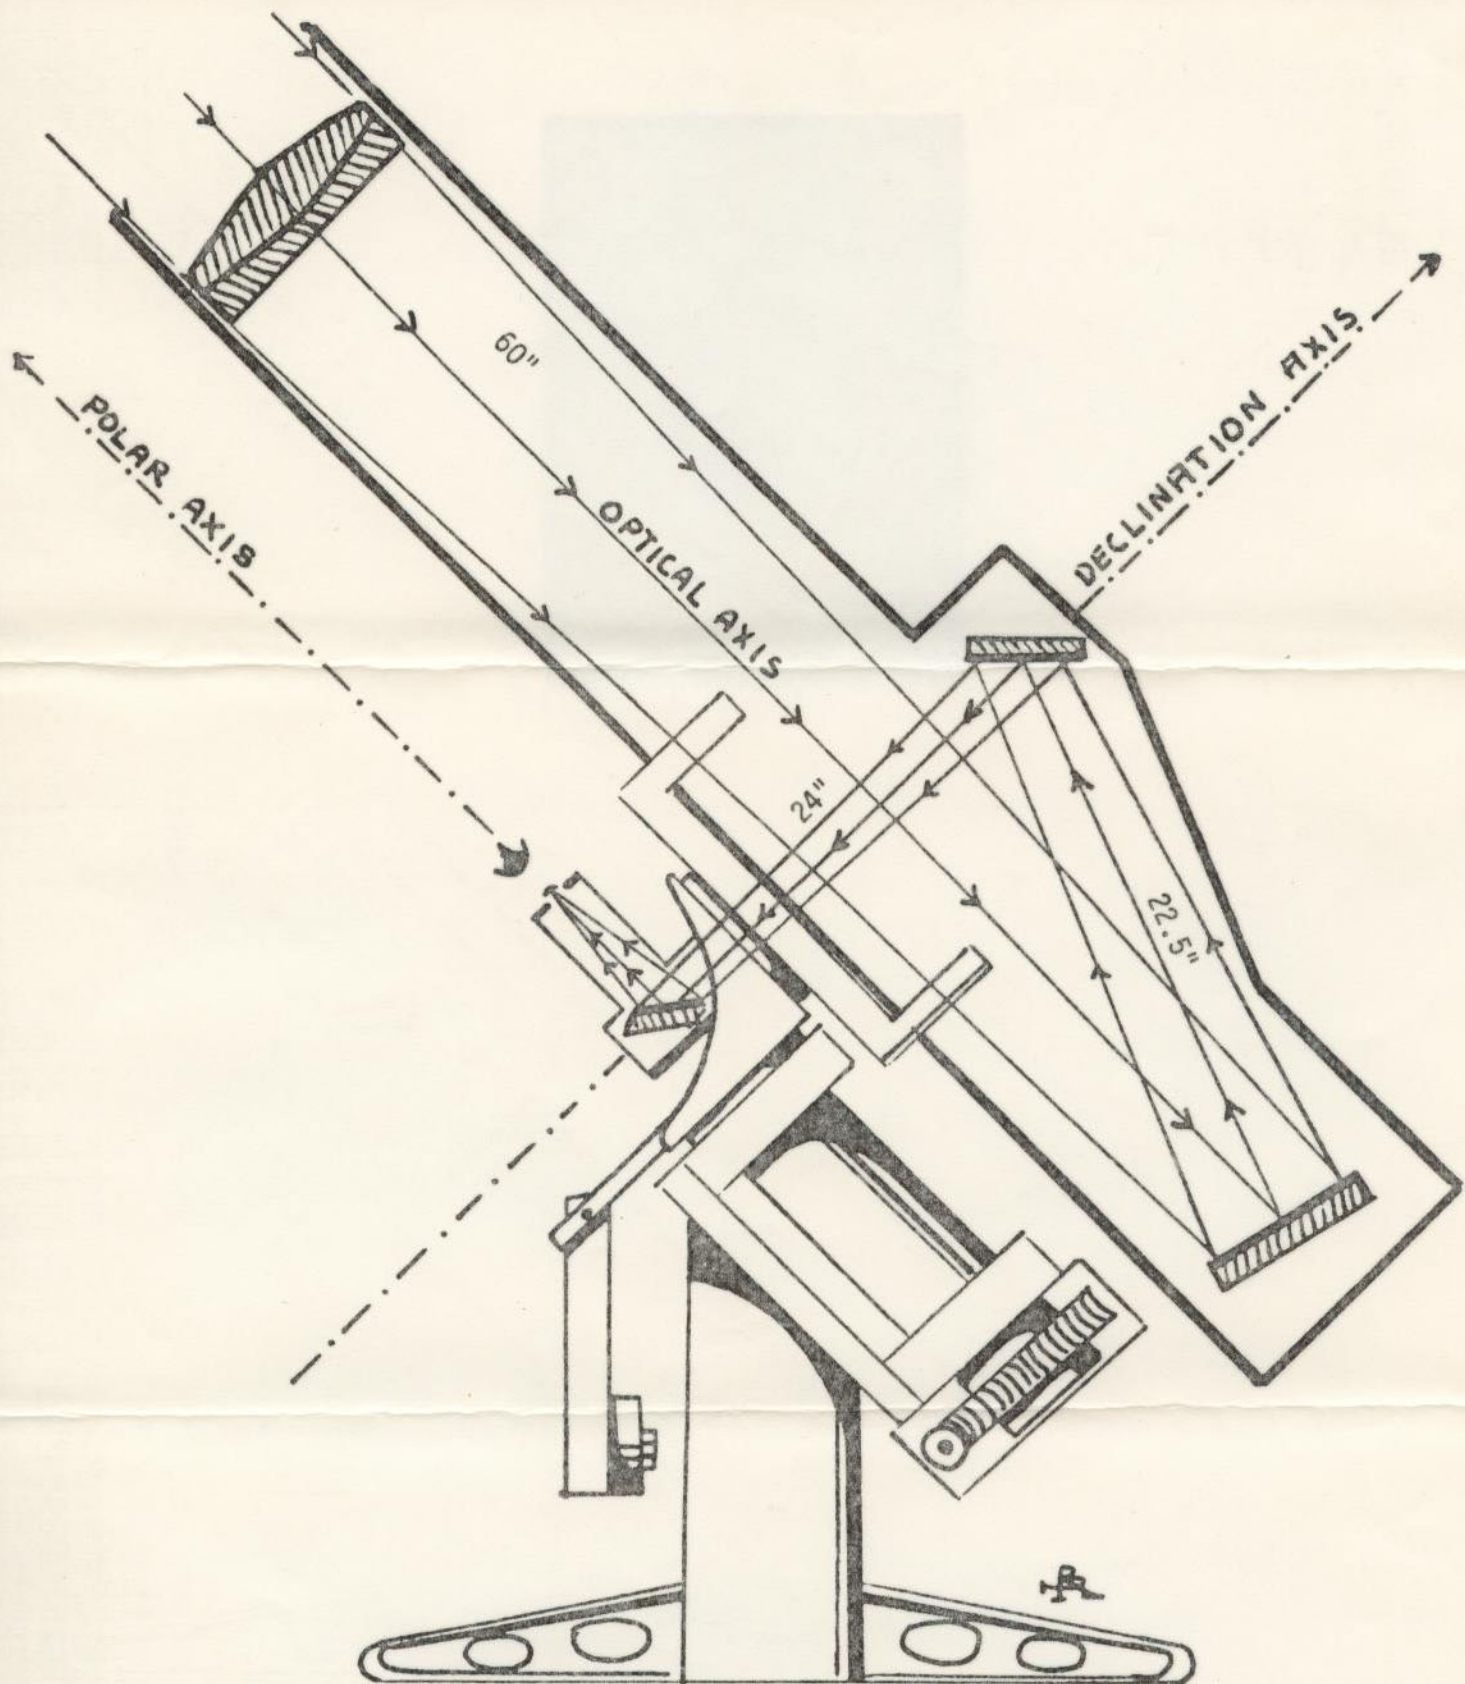 60"
POLAR AXIS
OPTICAL AXIS
DECLINATION AXIS
24"
22.5"